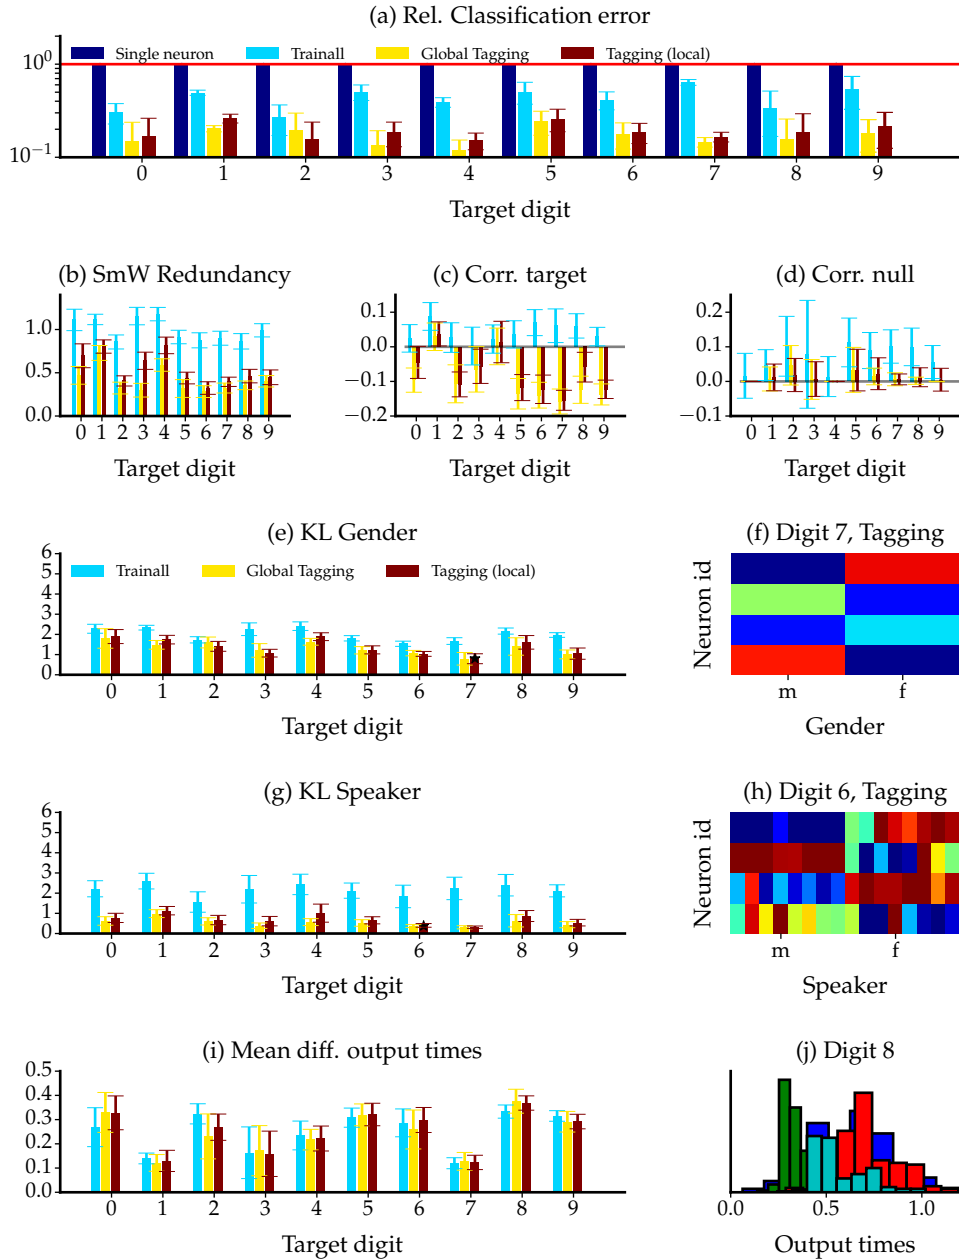 (a) Rel. Classification error
Single neuron Trainall Global Tagging Tagging (local)
10⁰
10⁻¹
0 1 2 3 4 5 6 7 8 9
Target digit
(b) SmW Redundancy
1.0
0.5
0.0
0 1 2 3 4 5 6 7 8 9
Target digit
(c) Corr. target
0.1
0.0
−0.1
−0.2
0 1 2 3 4 5 6 7 8 9
Target digit
(d) Corr. null
0.2
0.1
0.0
−0.1
0 1 2 3 4 5 6 7 8 9
Target digit
(e) KL Gender
Trainall Global Tagging Tagging (local)
6
5
4
3
2
1
0
0 1 2 3 4 5 6 7 8 9
Target digit
(f) Digit 7, Tagging
Neuron id
m f
Gender
(g) KL Speaker
6
5
4
3
2
1
0
0 1 2 3 4 5 6 7 8 9
Target digit
(h) Digit 6, Tagging
Neuron id
m f
Speaker
(i) Mean diff. output times
0.5
0.4
0.3
0.2
0.1
0.0
0 1 2 3 4 5 6 7 8 9
Target digit
(j) Digit 8
0.0 0.5 1.0
Output times